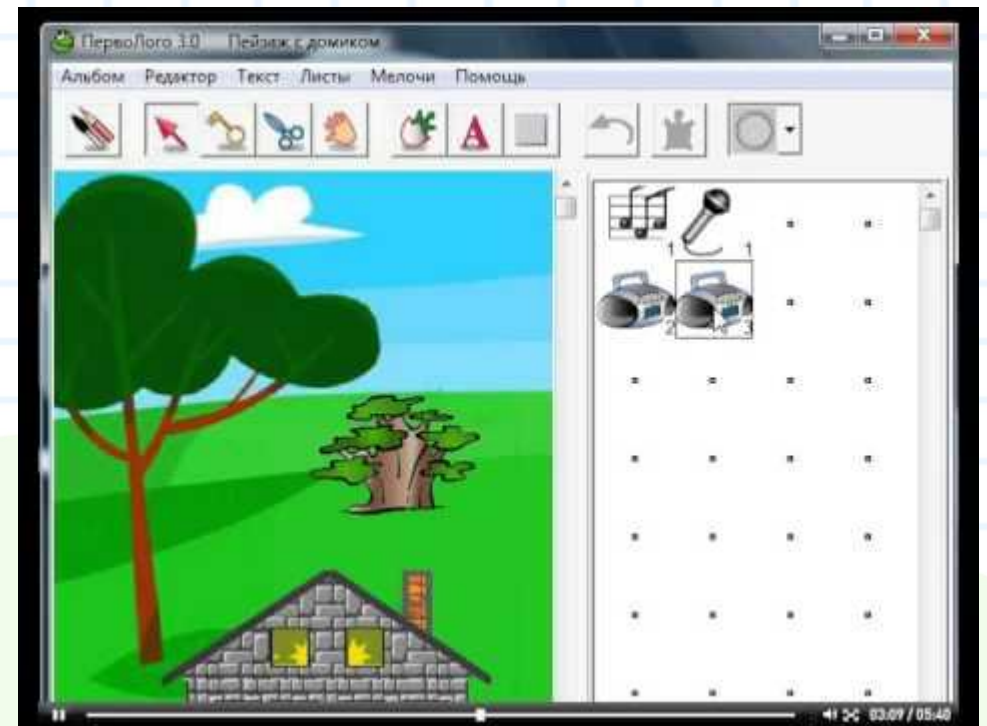 ПервоЛого 3.0 Пейзаж с домиком
Альбом Редактор Текст Листы Мелочи Помощь
A
1 1
2 3
03:09 / 05:40